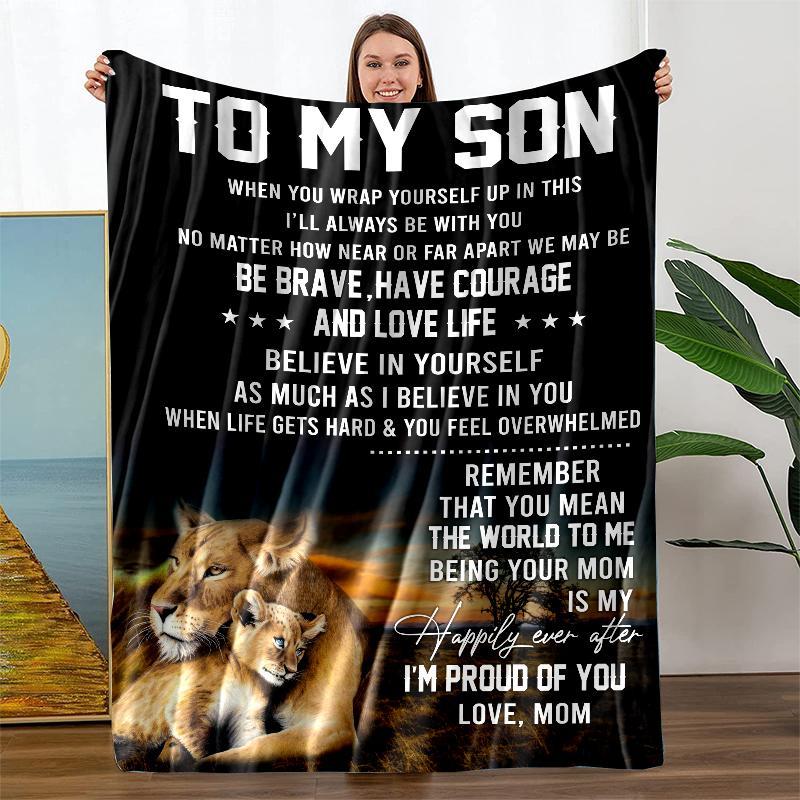 TO MY SON
WHEN YOU WRAP YOURSELF UP IN THIS
I'LL ALWAYS BE WITH YOU
NO MATTER HOW NEAR OR FAR APART WE MAY BE
BE BRAVE,HAVE COURAGE
AND LOVE LIFE
BELIEVE IN YOURSELF
AS MUCH AS I BELIEVE IN YOU
WHEN LIFE GETS HARD & YOU FEEL OVERWHELMED
REMEMBER
THAT YOU MEAN
THE WORLD TO ME
BEING YOUR MOM
IS MY
Happily ever after
I'M PROUD OF YOU
LOVE, MOM